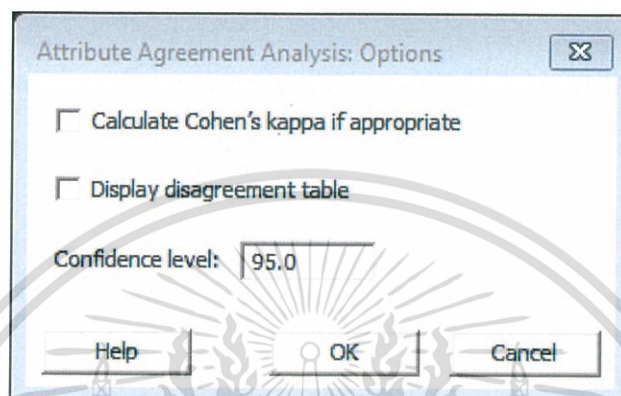 Attribute Agreement Analysis: Options
Calculate Cohen's kappa if appropriate
Display disagreement table
Confidence level: 95.0
Help OK Cancel